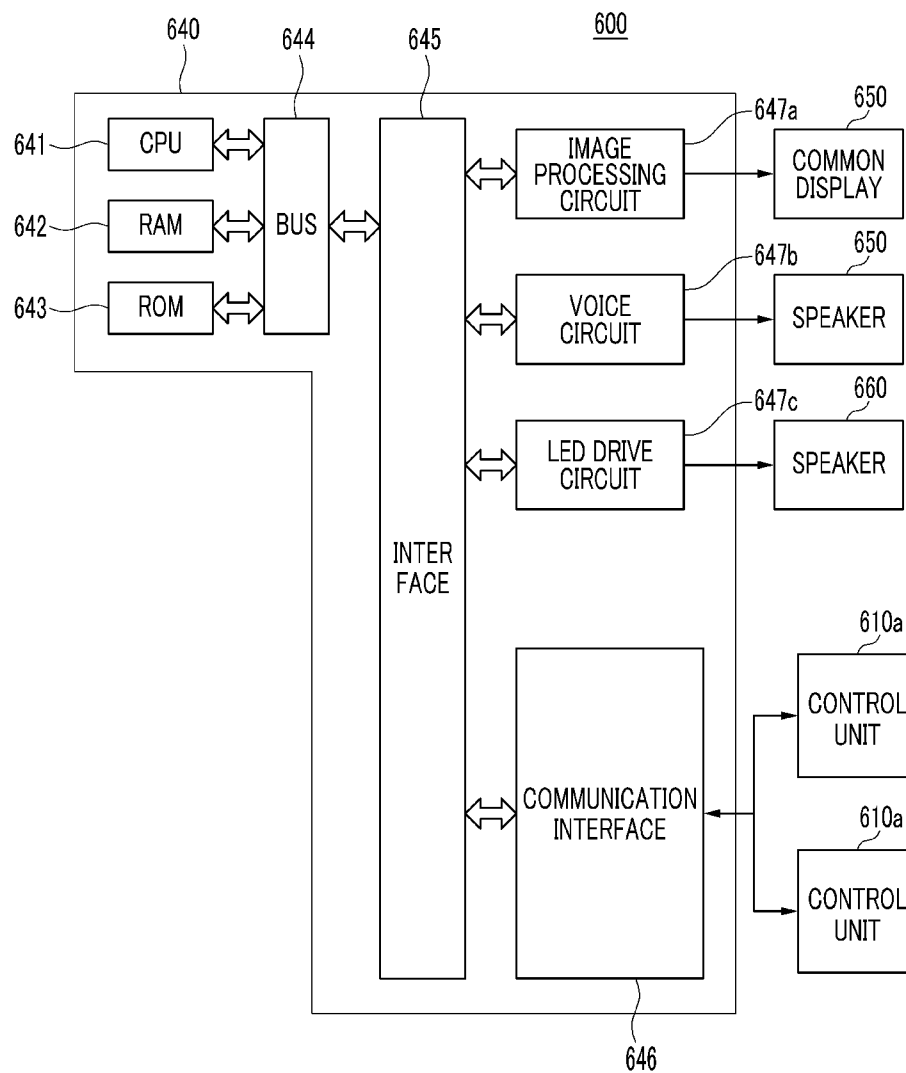 600
640
644
645
647a
650
641
CPU
642
RAM
643
ROM
BUS
IMAGE
PROCESSING
CIRCUIT
COMMON
DISPLAY
647b
650
VOICE
CIRCUIT
SPEAKER
647c
660
LED DRIVE
CIRCUIT
SPEAKER
INTER
FACE
610a
CONTROL
UNIT
COMMUNICATION
INTERFACE
610a
CONTROL
UNIT
646